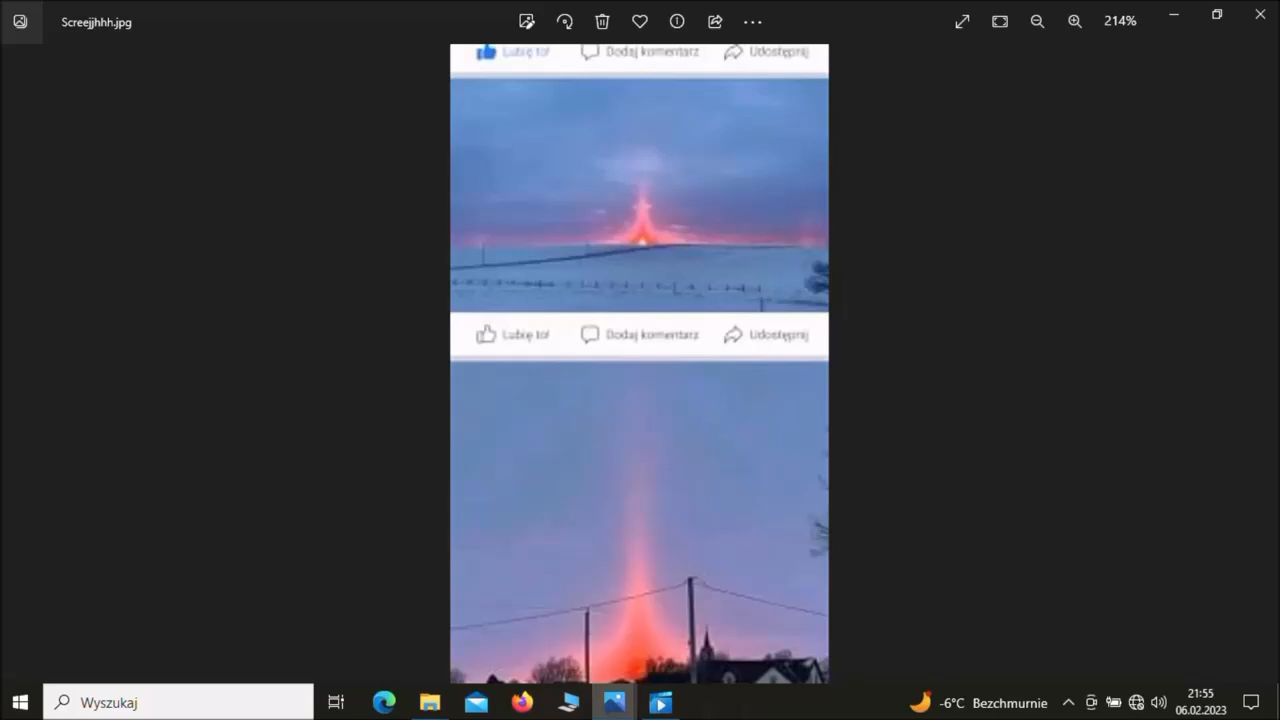 Screejjhhh.jpg
214%
Lubię to! Dodaj komentarz Udostępnij
Lubię to! Dodaj komentarz Udostępnij
Wyszukaj
-6°C Bezchmurnie
21:55
06.02.2023